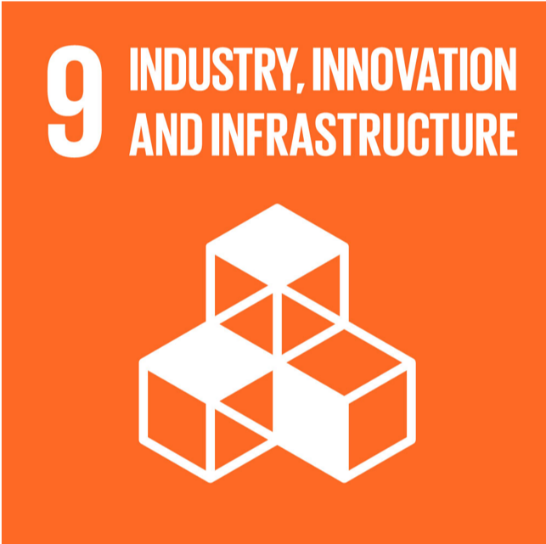 9 INDUSTRY, INNOVATION
AND INFRASTRUCTURE